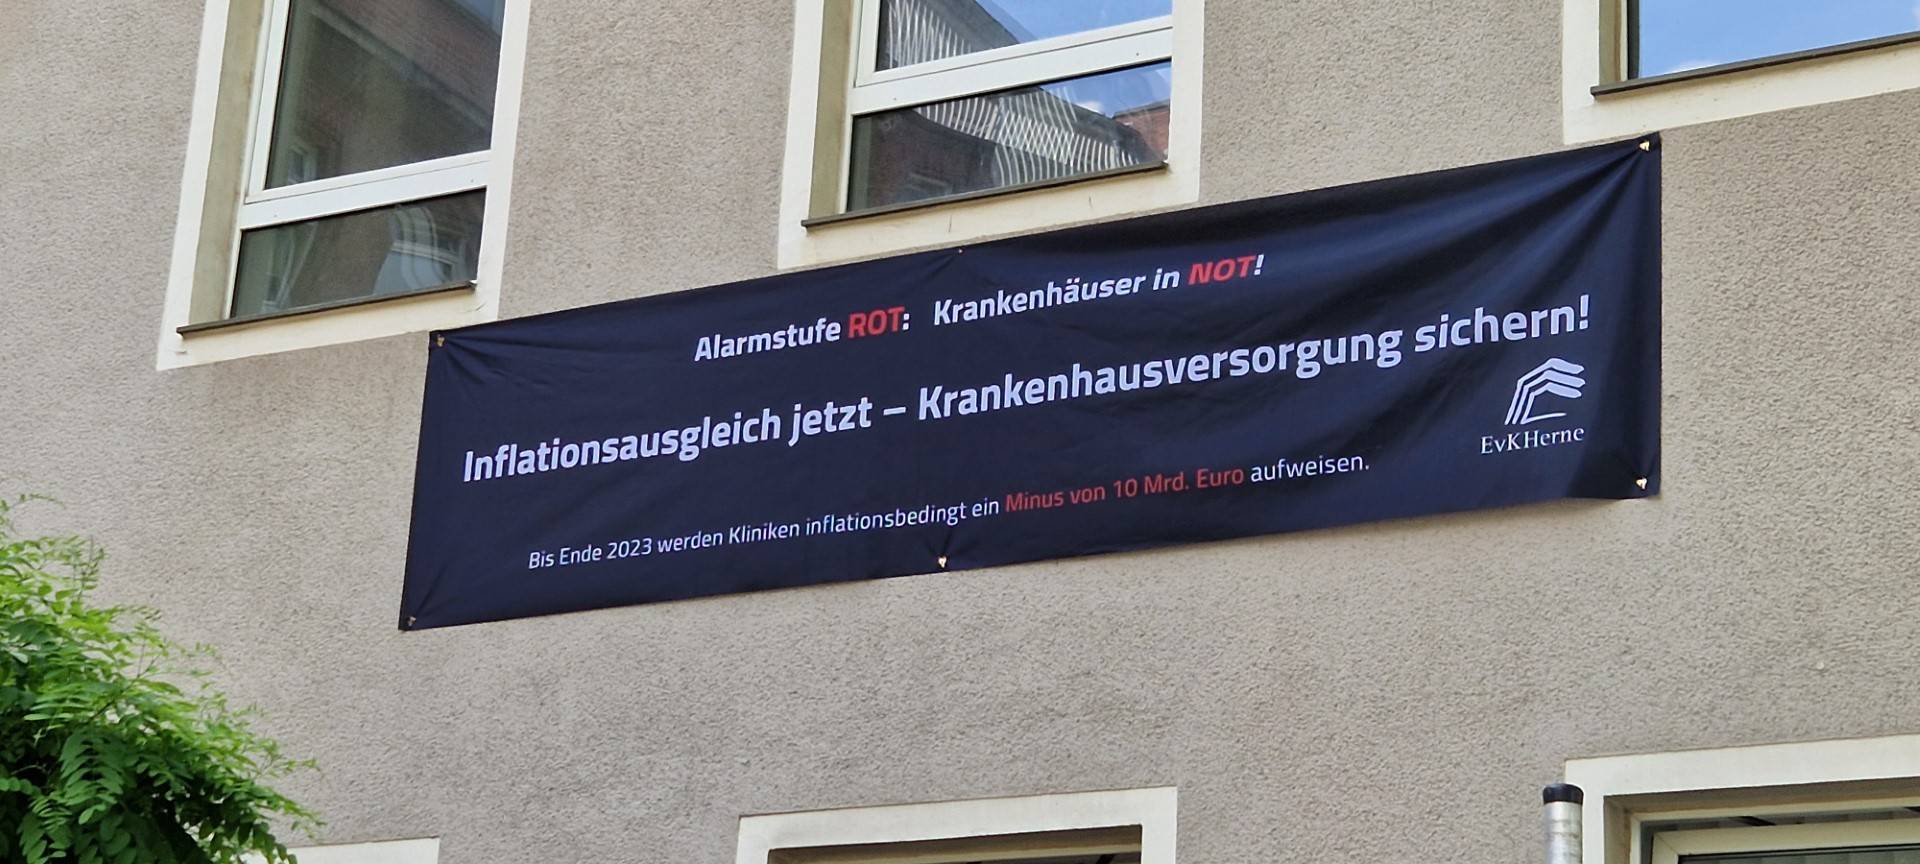 Alarmstufe ROT: Krankenhäuser in NOT!
Inflationsausgleich jetzt – Krankenhausversorgung sichern!
EvKHerne
Bis Ende 2023 werden Kliniken inflationsbedingt ein Minus von 10 Mrd. Euro aufweisen.